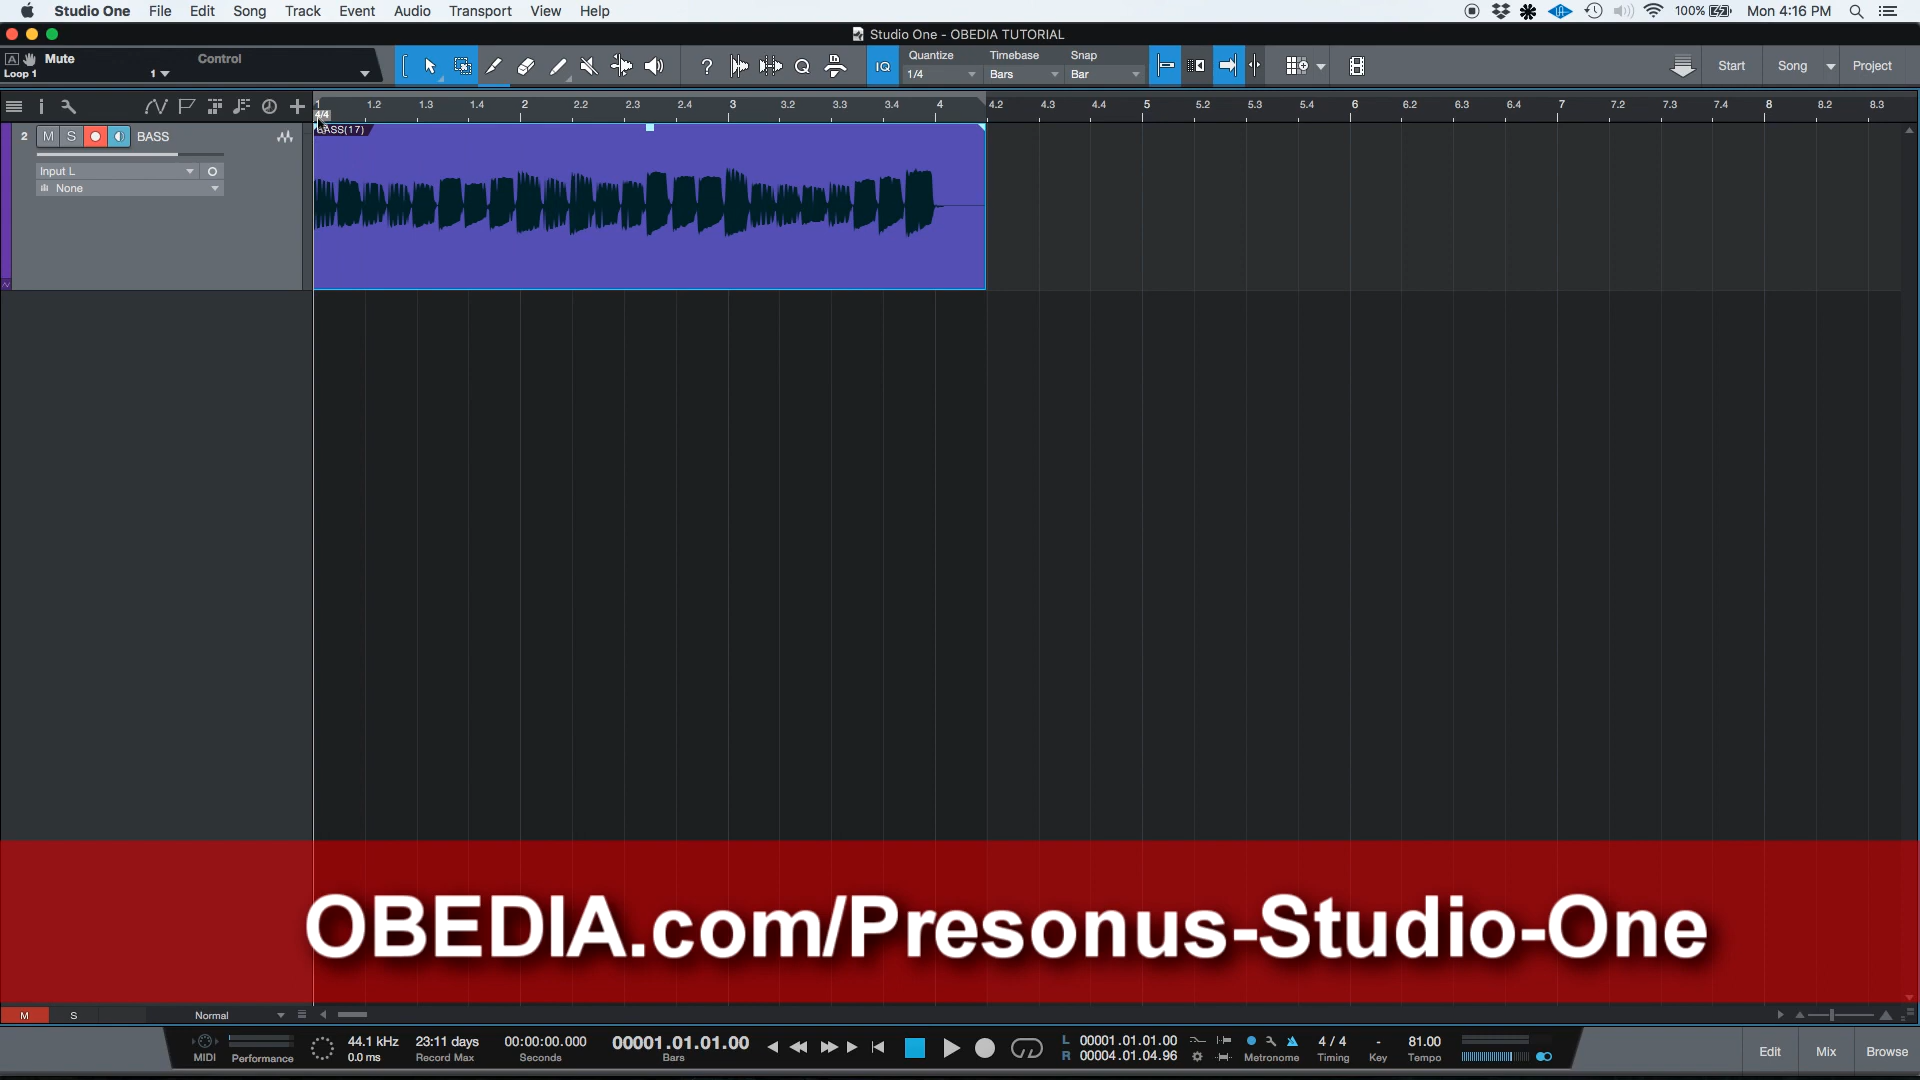 Studio One File Edit Song Track Event Audio Transport View Help 100% Mon 4:16 PM
Studio One - OBEDIA TUTORIAL
A Mute Control
Loop 1 1
? Q IQ Quantize Timebase Snap
1/4 Bars Bar
Start Song Project
i 1 1.2 1.3 1.4 2 2.2 2.3 2.4 3 3.2 3.3 3.4 4 4.2 4.3 4.4 5 5.2 5.3 5.4 6 6.2 6.3 6.4 7 7.2 7.3 7.4 8 8.2 8.3
4/4
BASS(17)
2 M S BASS
Input L
None
OBEDIA.com/Presonus-Studio-One
M S Normal
44.1 kHz 23:11 days 00:00:00.000 00001.01.01.00 L 00001.01.01.00 4 / 4 - 81.00
MIDI Performance 0.0 ms Record Max Seconds Bars R 00004.01.04.96 Metronome Timing Key Tempo
Edit Mix Browse